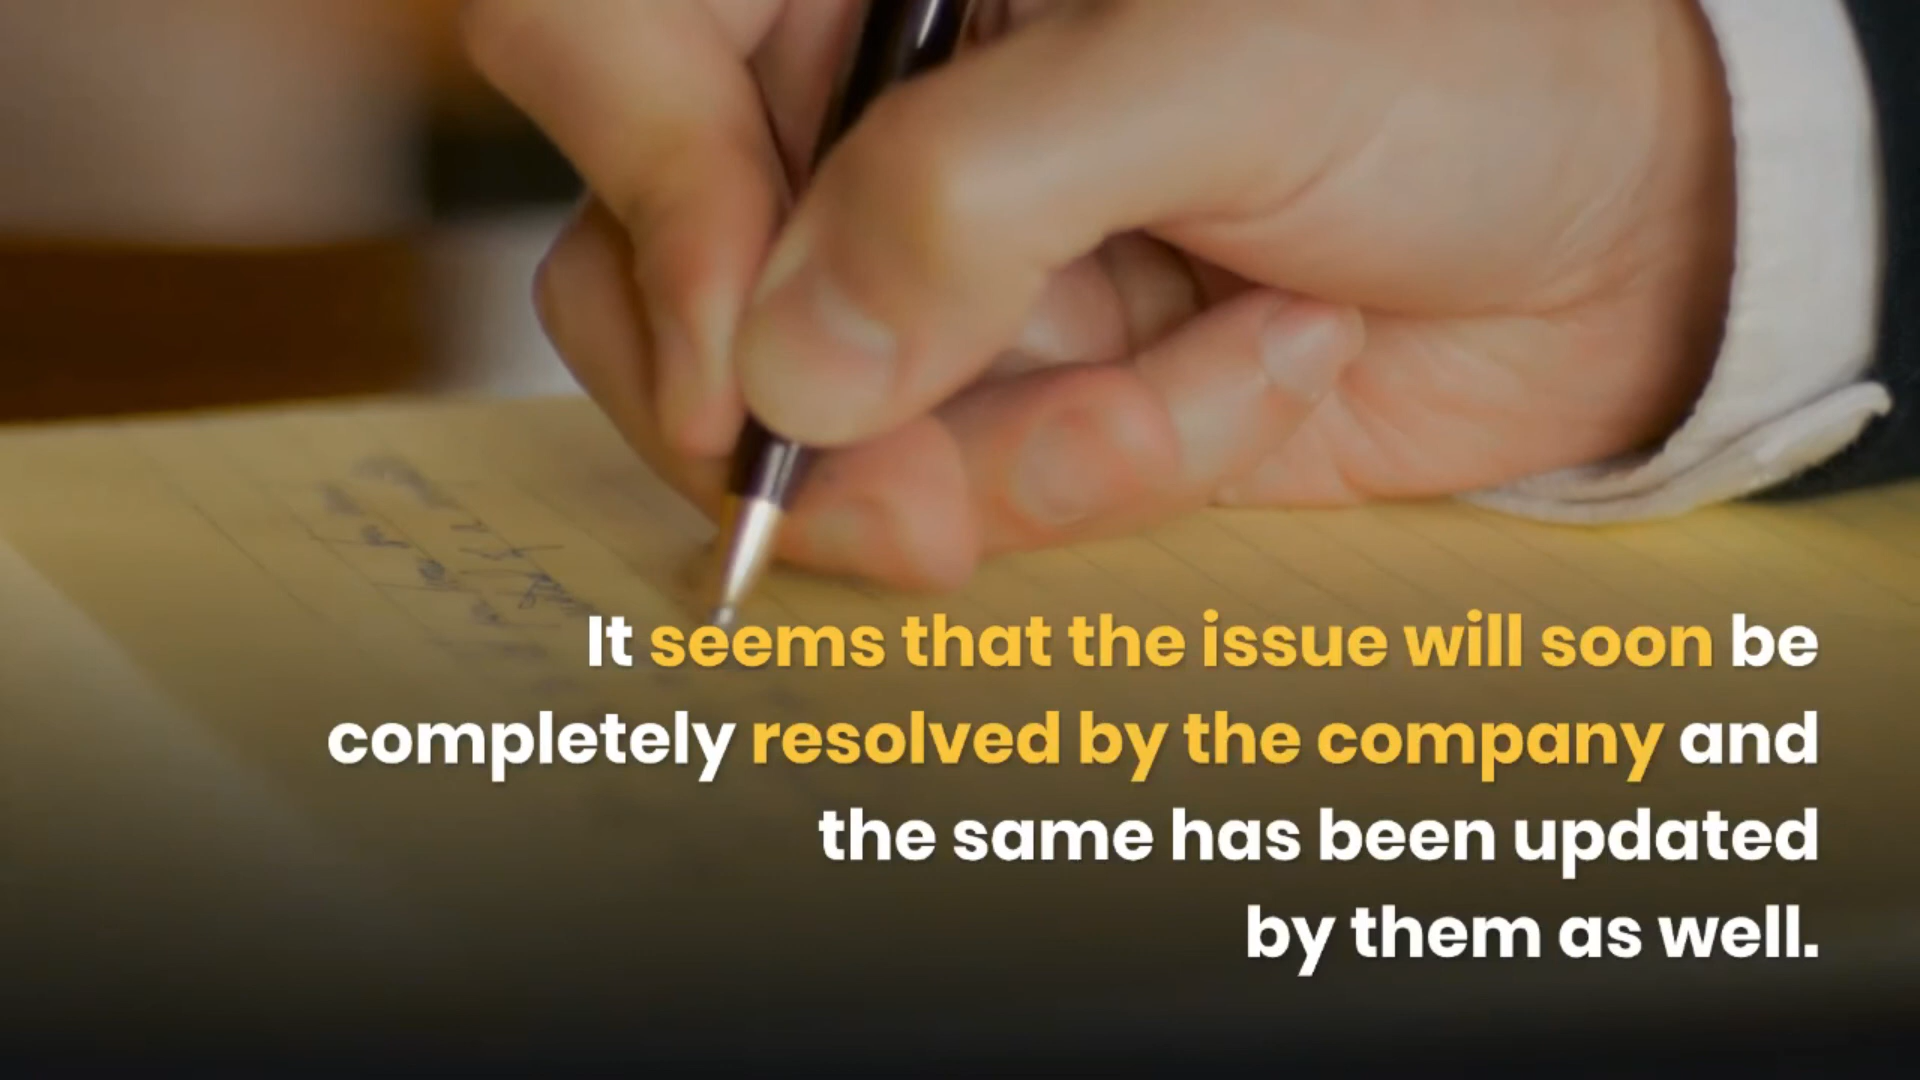 It seems that the issue will soon be
completely resolved by the company and
the same has been updated
by them as well.